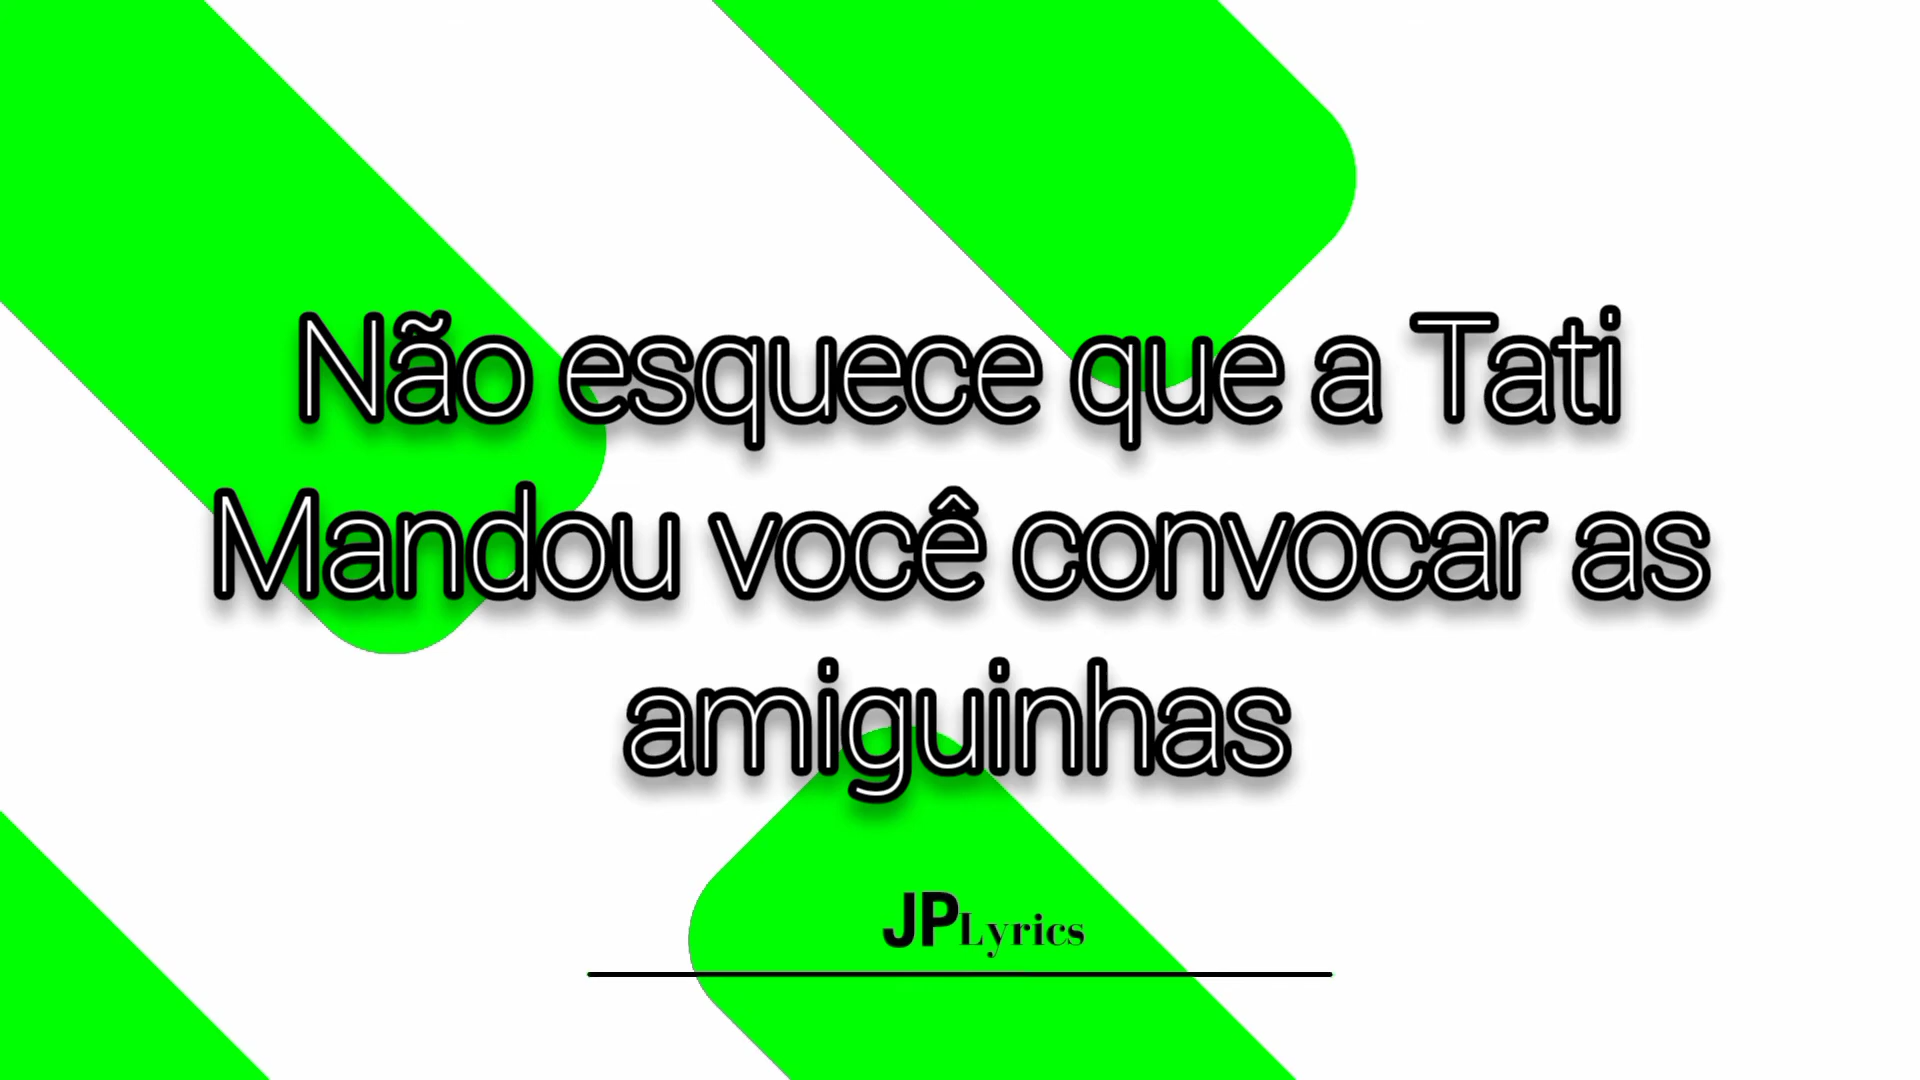 Não esquece que a Tati
Mandou você convocar as
amiguinhas
JPLyrics